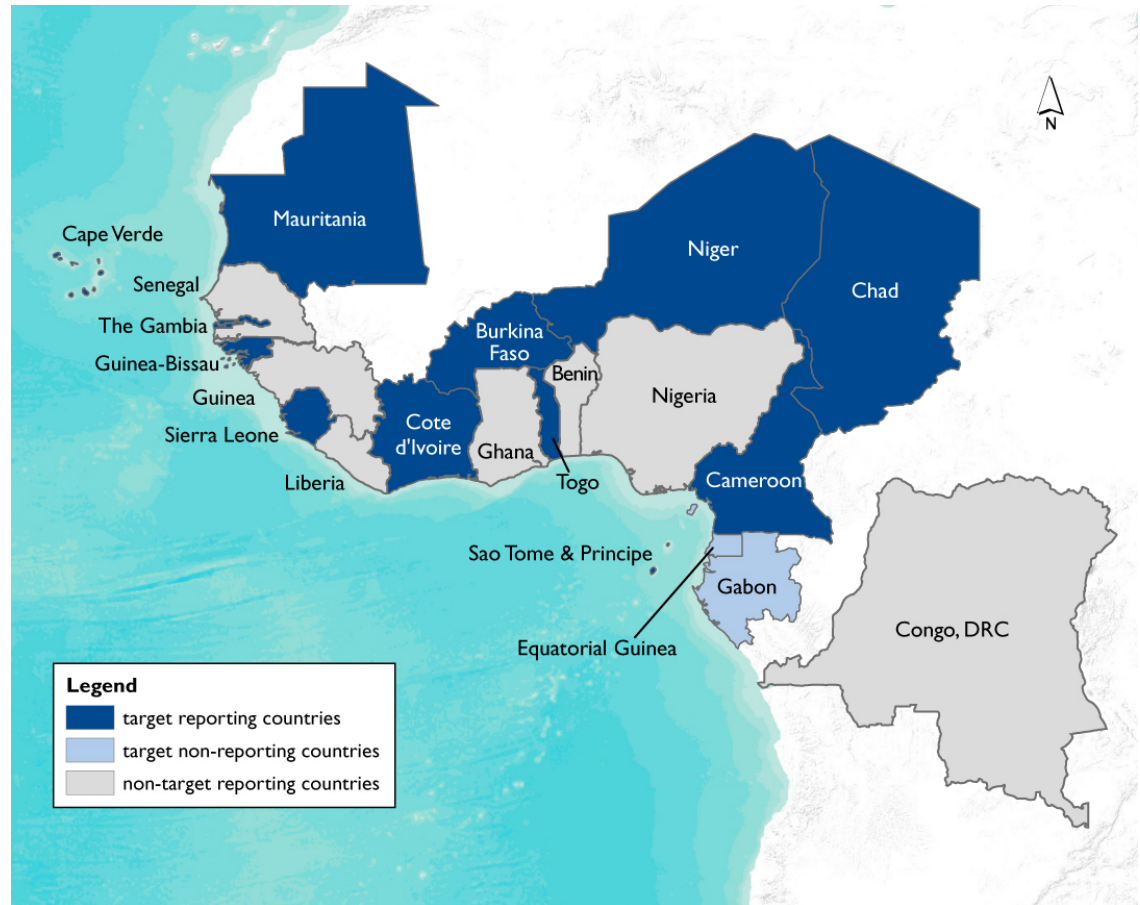 N
Mauritania
Cape Verde
Niger
Senegal
Chad
The Gambia
Burkina
Faso
Guinea-Bissau
Benin
Guinea
Nigeria
Cote
d'Ivoire
Sierra Leone
Ghana
Liberia
Togo
Cameroon
Sao Tome & Principe
Gabon
Equatorial Guinea
Congo, DRC
Legend
target reporting countries
target non-reporting countries
non-target reporting countries